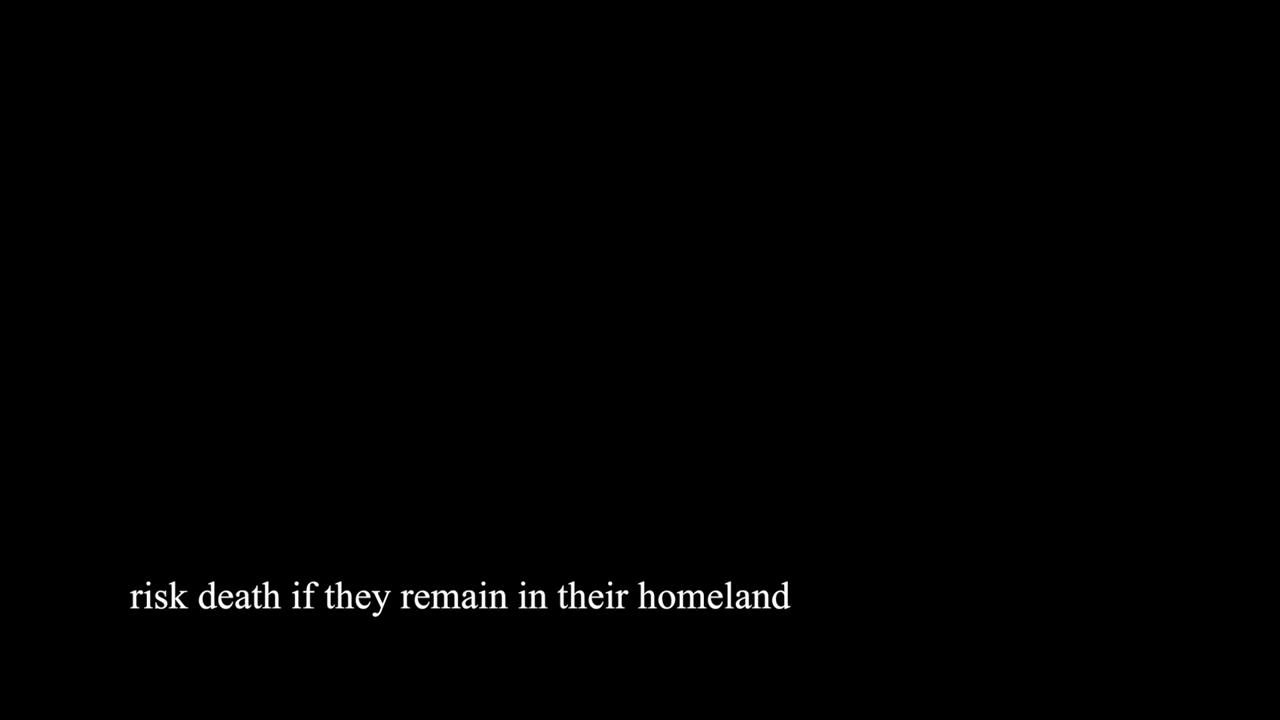 risk death if they remain in their homeland